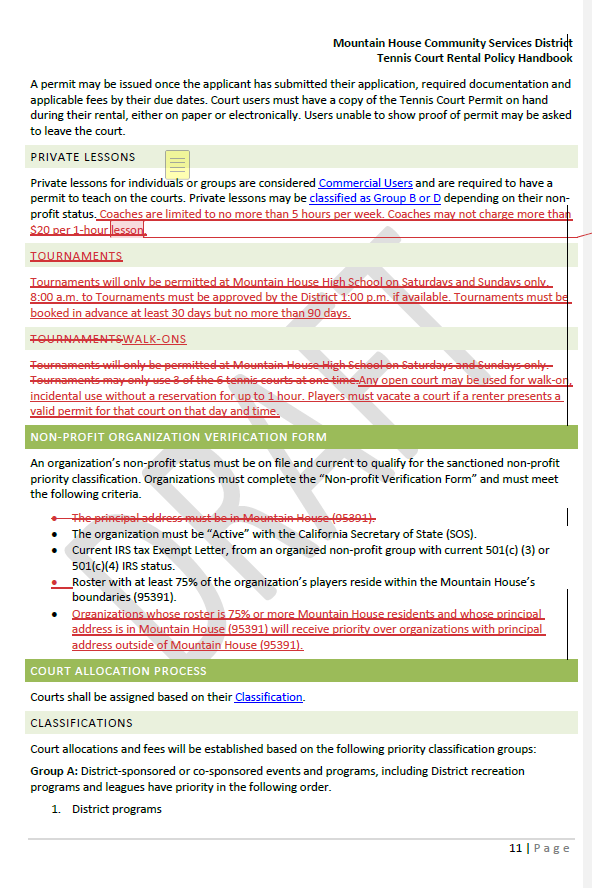 Mountain House Community Services District
Tennis Court Rental Policy Handbook
A permit may be issued once the applicant has submitted their application, required documentation and
applicable fees by their due dates. Court users must have a copy of the Tennis Court Permit on hand
during their rental, either on paper or electronically. Users unable to show proof of permit may be asked
to leave the court.
PRIVATE LESSONS
Private lessons for individuals or groups are considered Commercial Users and are required to have a
permit to teach on the courts. Private lessons may be classified as Group B or D depending on their non-
profit status. Coaches are limited to no more than 5 hours per week. Coaches may not charge more than
$20 per 1-hour lesson.
TOURNAMENTS
Tournaments will only be permitted at Mountain House High School on Saturdays and Sundays only.
8:00 a.m. to Tournaments must be approved by the District 1:00 p.m. if available. Tournaments must be
booked in advance at least 30 days but no more than 90 days.
TOURNAMENTSWALK-ONS
Tournaments will only be permitted at Mountain House High School on Saturdays and Sundays only.
Tournaments may only use 3 of the 6 tennis courts at one time.Any open court may be used for walk-on,
incidental use without a reservation for up to 1 hour. Players must vacate a court if a renter presents a
valid permit for that court on that day and time.
NON-PROFIT ORGANIZATION VERIFICATION FORM
An organization's non-profit status must be on file and current to qualify for the sanctioned non-profit
priority classification. Organizations must complete the "Non-profit Verification Form" and must meet
the following criteria.
• The principal address must be in Mountain House (95391).
• The organization must be "Active" with the California Secretary of State (SOS).
• Current IRS tax Exempt Letter, from an organized non-profit group with current 501(c) (3) or
501(c)(4) IRS status.
• Roster with at least 75% of the organization's players reside within the Mountain House's
boundaries (95391).
• Organizations whose roster is 75% or more Mountain House residents and whose principal
address is in Mountain House (95391) will receive priority over organizations with principal
address outside of Mountain House (95391).
COURT ALLOCATION PROCESS
Courts shall be assigned based on their Classification.
CLASSIFICATIONS
Court allocations and fees will be established based on the following priority classification groups:
Group A: District-sponsored or co-sponsored events and programs, including District recreation
programs and leagues have priority in the following order.
1. District programs
11 | Page
DRAFT